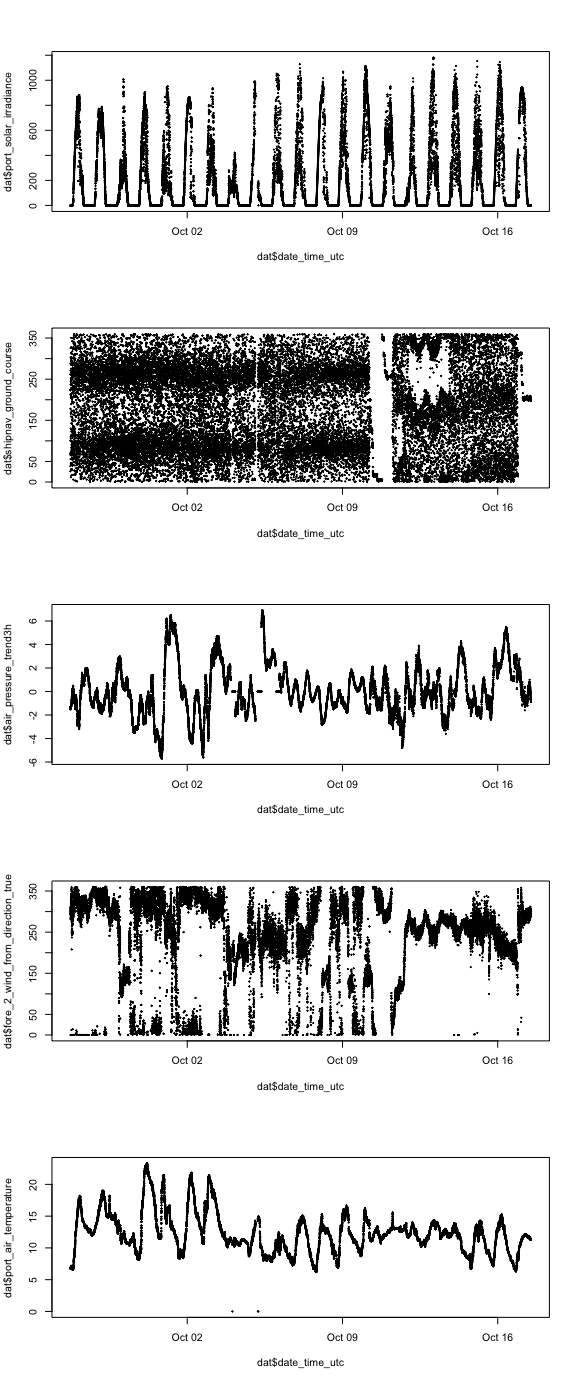 dat$port_solar_irradiance
0 200 600 1000
Oct 02 Oct 09 Oct 16
dat$date_time_utc
dat$shipnav_ground_course
0 50 150 250 350
Oct 02 Oct 09 Oct 16
dat$date_time_utc
dat$air_pressure_trend3h
-6 -4 -2 0 2 4 6
Oct 02 Oct 09 Oct 16
dat$date_time_utc
dat$fore_2_wind_from_direction_true
0 50 150 250 350
Oct 02 Oct 09 Oct 16
dat$date_time_utc
dat$port_air_temperature
0 5 10 15 20
Oct 02 Oct 09 Oct 16
dat$date_time_utc